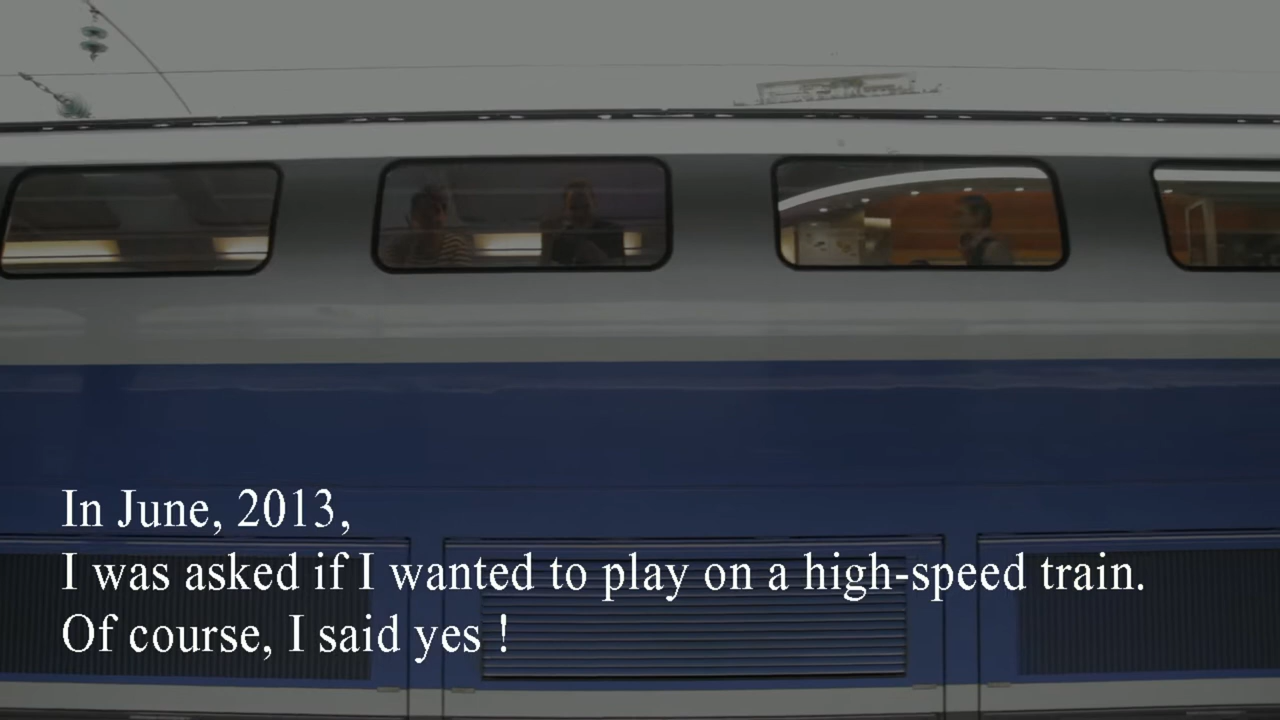 In June, 2013,
I was asked if I wanted to play on a high-speed train.
Of course, I said yes !